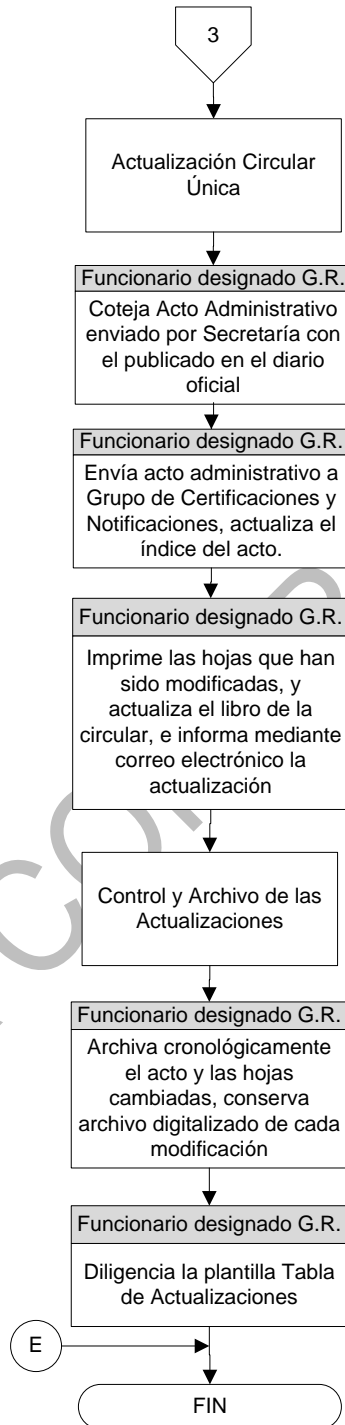 3
Actualización Circular
Única
Funcionario designado G.R.
Coteja Acto Administrativo
enviado por Secretaría con
el publicado en el diario
oficial
Funcionario designado G.R.
Envía acto administrativo a
Grupo de Certificaciones y
Notificaciones, actualiza el
índice del acto.
Funcionario designado G.R.
Imprime las hojas que han
sido modificadas, y
actualiza el libro de la
circular, e informa mediante
correo electrónico la
actualización
Control y Archivo de las
Actualizaciones
Funcionario designado G.R.
Archiva cronológicamente
el acto y las hojas
cambiadas, conserva
archivo digitalizado de cada
modificación
Funcionario designado G.R.
Diligencia la plantilla Tabla
de Actualizaciones
E
FIN